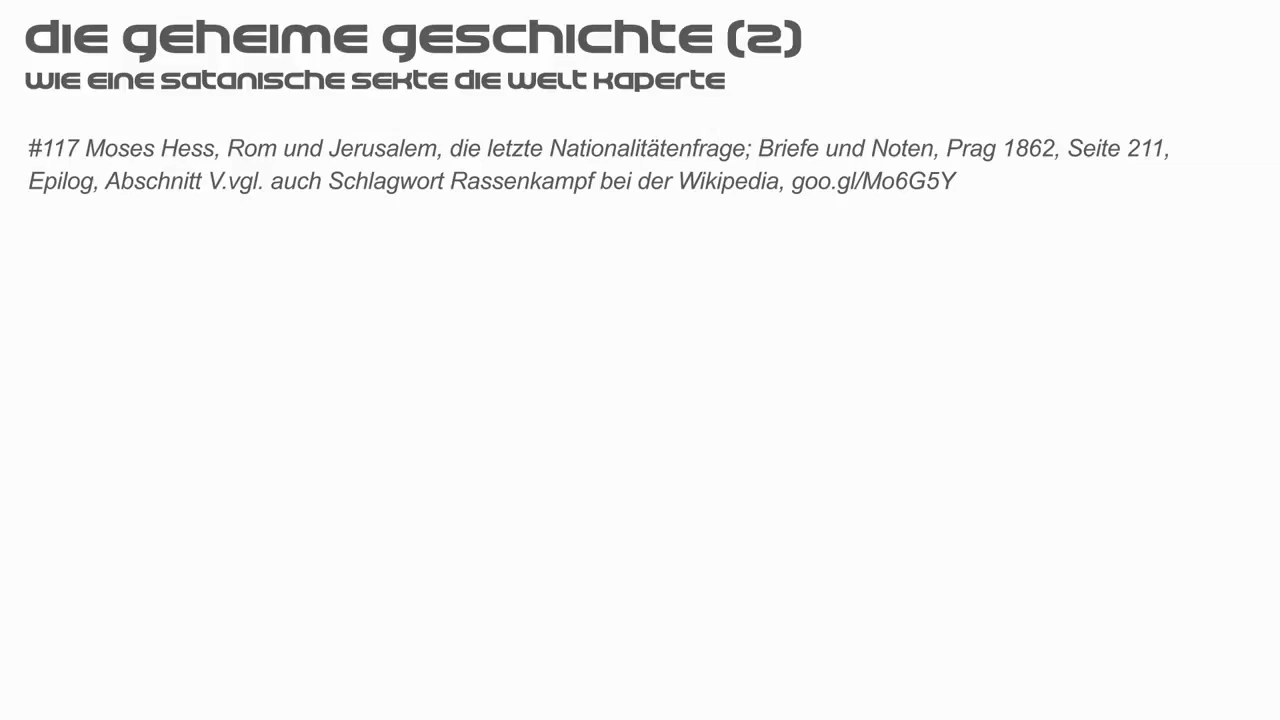 Die geheime Geschichte (2)
Wie eine satanische Sekte die Welt kaperte
#117 Moses Hess, Rom und Jerusalem, die letzte Nationalitätenfrage; Briefe und Noten, Prag 1862, Seite 211,
Epilog, Abschnitt V.vgl. auch Schlagwort Rassenkampf bei der Wikipedia, goo.gl/Mo6G5Y